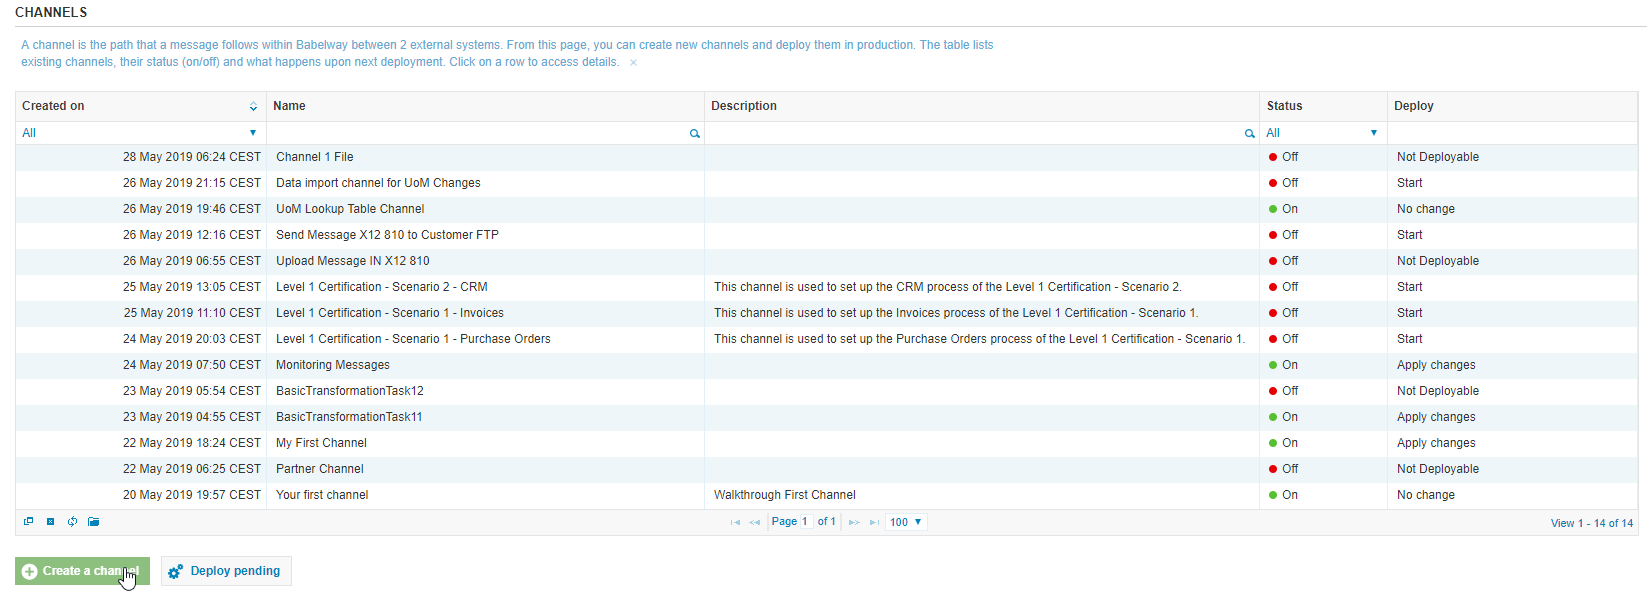 CHANNELS
A channel is the path that a message follows within Babelway between 2 external systems. From this page, you can create new channels and deploy them in production. The table lists
existing channels, their status (on/off) and what happens upon next deployment. Click on a row to access details. ×
Created on Name Description Status Deploy
All All
28 May 2019 06:24 CEST Channel 1 File Off Not Deployable
26 May 2019 21:15 CEST Data import channel for UoM Changes Off Start
26 May 2019 19:46 CEST UoM Lookup Table Channel On No change
26 May 2019 12:16 CEST Send Message X12 810 to Customer FTP Off Start
26 May 2019 06:55 CEST Upload Message IN X12 810 Off Not Deployable
25 May 2019 13:05 CEST Level 1 Certification - Scenario 2 - CRM This channel is used to set up the CRM process of the Level 1 Certification - Scenario 2. Off Start
25 May 2019 11:10 CEST Level 1 Certification - Scenario 1 - Invoices This channel is used to set up the Invoices process of the Level 1 Certification - Scenario 1. Off Start
24 May 2019 20:03 CEST Level 1 Certification - Scenario 1 - Purchase Orders This channel is used to set up the Purchase Orders process of the Level 1 Certification - Scenario 1. Off Start
24 May 2019 07:50 CEST Monitoring Messages On Apply changes
23 May 2019 05:54 CEST BasicTransformationTask12 Off Not Deployable
23 May 2019 04:55 CEST BasicTransformationTask11 On Apply changes
22 May 2019 18:24 CEST My First Channel On Apply changes
22 May 2019 06:25 CEST Partner Channel Off Not Deployable
20 May 2019 19:57 CEST Your first channel Walkthrough First Channel On No change
Page 1 of 1 100 View 1 - 14 of 14
Create a channel Deploy pending